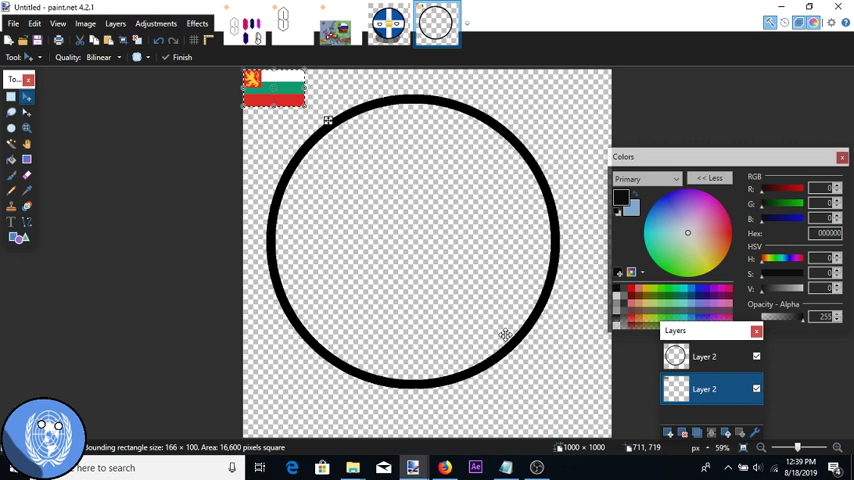 Untitled - paint.net 4.2.1
File Edit View Image Layers Adjustments Effects
Tool: Quality: Bilinear Finish
To...
Colors
Primary << Less
RGB
R: 0
G: 0
B: 0
Hex: 000000
HSV
H: 0
S: 0
V: 0
Opacity - Alpha
255
Layers
Layer 2
Layer 2
Bounding rectangle size: 166 × 100. Area: 16,600 pixels square
1000 × 1000
711, 719
px
59%
here to search
Ae
12:39 PM
8/18/2019
4